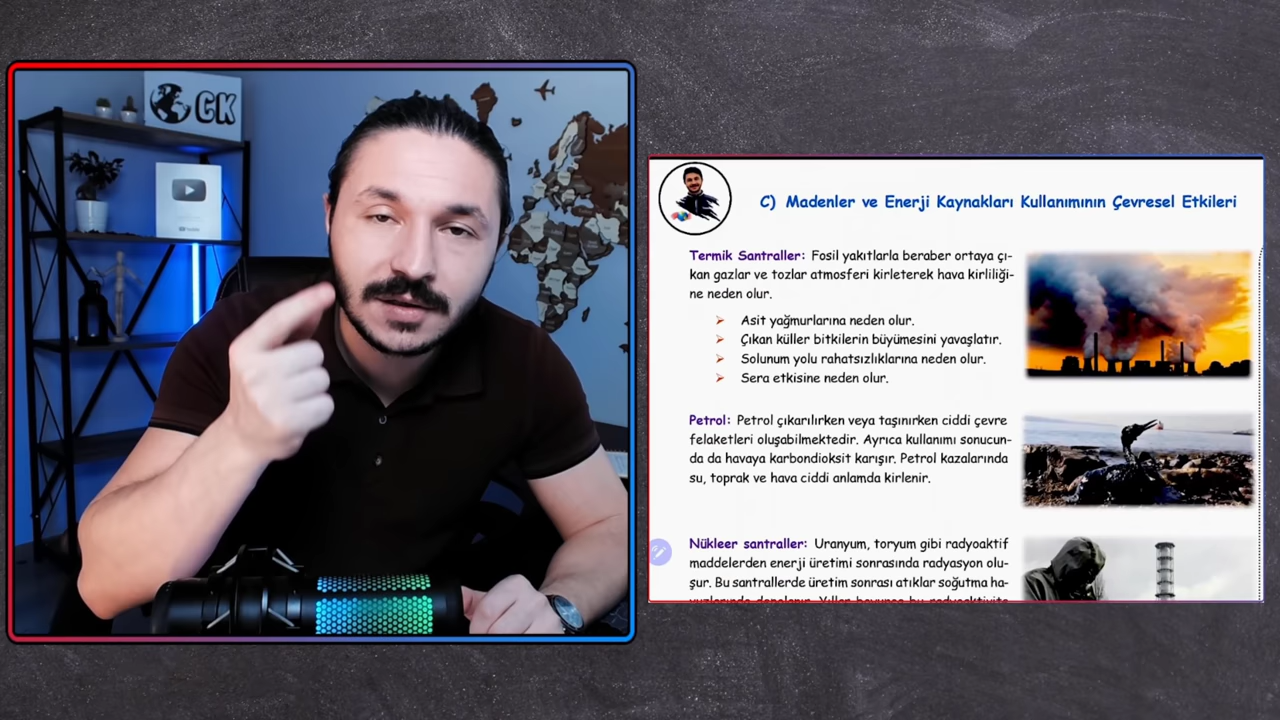 CK
C) Madenler ve Enerji Kaynakları Kullanımının Çevresel Etkileri
Termik Santraller: Fosil yakıtlarla beraber ortaya çı-
kan gazlar ve tozlar atmosferi kirleterek hava kirliliği-
ne neden olur.
➢ Asit yağmurlarına neden olur.
➢ Çıkan küller bitkilerin büyümesini yavaşlatır.
➢ Solunum yolu rahatsızlıklarına neden olur.
➢ Sera etkisine neden olur.
Petrol: Petrol çıkarılırken veya taşınırken ciddi çevre
felaketleri oluşabilmektedir. Ayrıca kullanımı sonucun-
da da havaya karbondioksit karışır. Petrol kazalarında
su, toprak ve hava ciddi anlamda kirlenir.
Nükleer santraller: Uranyum, toryum gibi radyoaktif
maddelerden enerji üretimi sonrasında radyasyon olu-
şur. Bu santrallerde üretim sonrası atıklar soğutma ha-